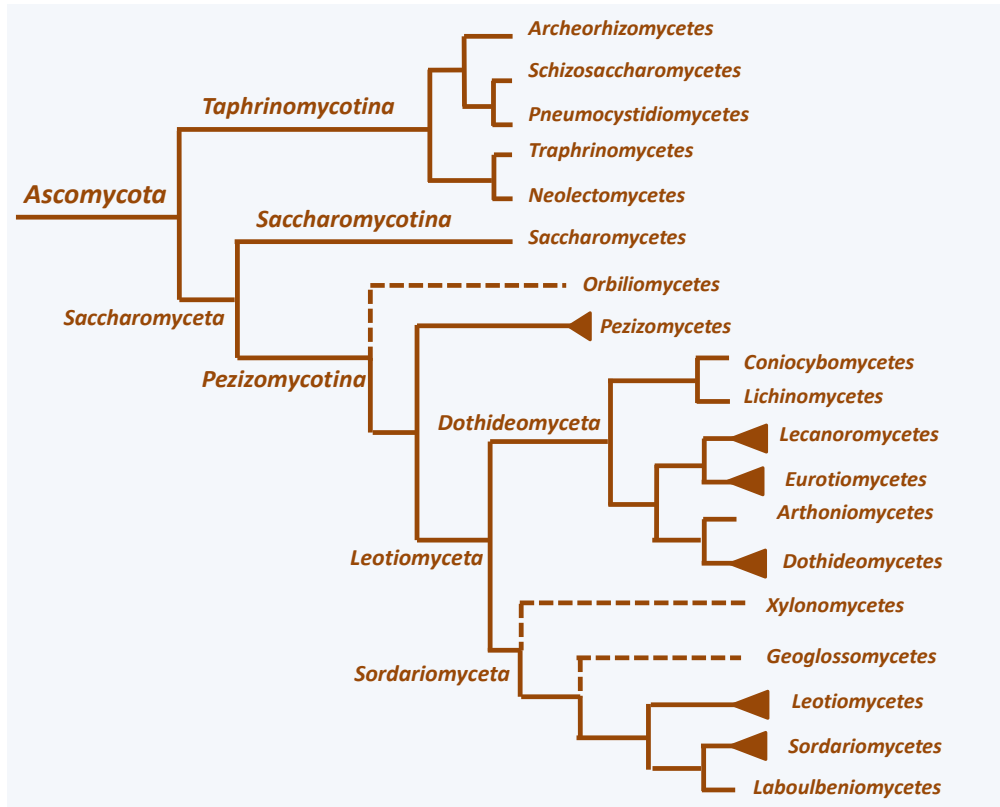 Archeorhizomycetes
Schizosaccharomycetes
Taphrinomycotina
Pneumocystidiomycetes
Traphrinomycetes
Ascomycota
Neolectomycetes
Saccharomycotina
Saccharomycetes
Orbiliomycetes
Saccharomyceta
Pezizomycetes
Coniocybomycetes
Pezizomycotina
Lichinomycetes
Dothideomyceta
Lecanoromycetes
Eurotiomycetes
Arthoniomycetes
Leotiomyceta
Dothideomycetes
Xylonomycetes
Geoglossomycetes
Sordariomyceta
Leotiomycetes
Sordariomycetes
Laboulbeniomycetes